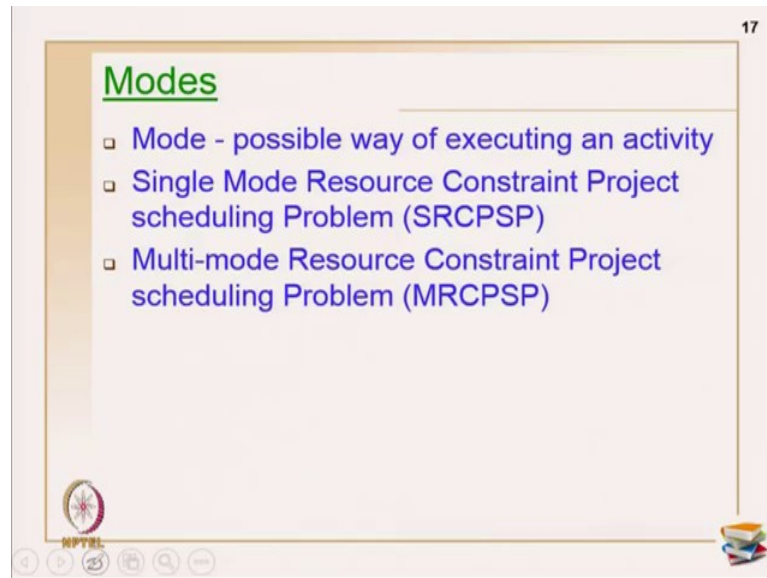 17
Modes
Mode - possible way of executing an activity
Single Mode Resource Constraint Project
scheduling Problem (SRCPSP)
Multi-mode Resource Constraint Project
scheduling Problem (MRCPSP)
NPTEL